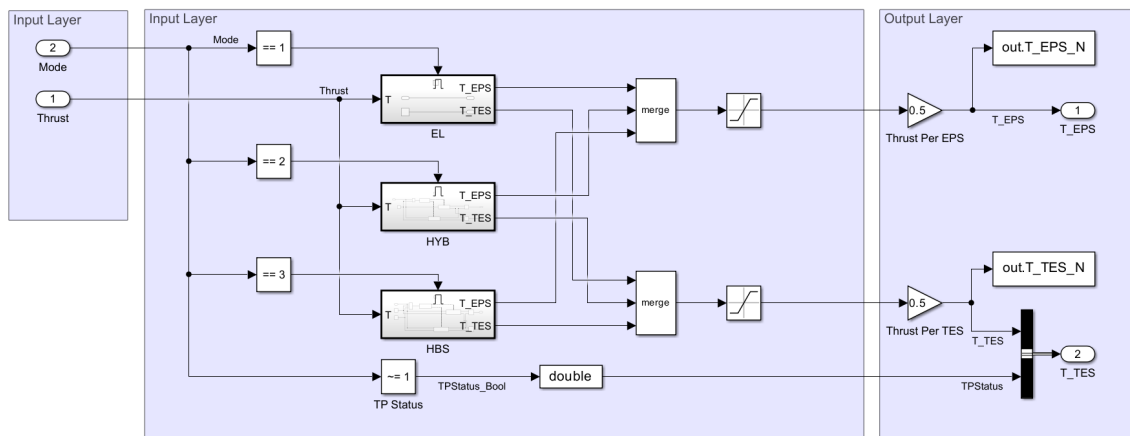 Input Layer
2
Mode
1
Thrust
Input Layer
Mode
== 1
Thrust
T
T_EPS
T_TES
EL
== 2
T
T_EPS
T_TES
HYB
== 3
T
T_EPS
T_TES
HBS
~= 1
TP Status
TPStatus_Bool
double
merge
merge
Output Layer
out.T_EPS_N
0.5
Thrust Per EPS
T_EPS
1
T_EPS
out.T_TES_N
0.5
Thrust Per TES
T_TES
TPStatus
2
T_TES